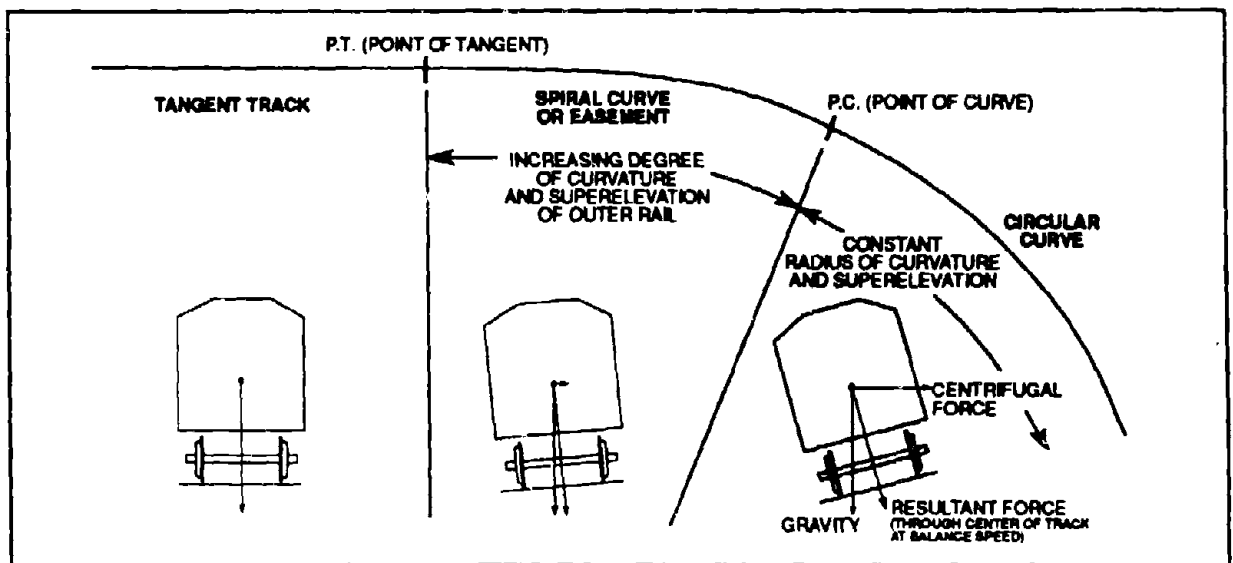 P.T. (POINT OF TANGENT)
TANGENT TRACK
SPIRAL CURVE
OR EASEMENT
P.C. (POINT OF CURVE)
INCREASING DEGREE
OF CURVATURE
AND SUPERELEVATION
OF OUTER RAIL
CIRCULAR
CURVE
CONSTANT
RADIUS OF CURVATURE
AND SUPERELEVATION
CENTRIFUGAL
FORCE
GRAVITY
RESULTANT FORCE
(THROUGH CENTER OF TRACK
AT BALANCE SPEED)